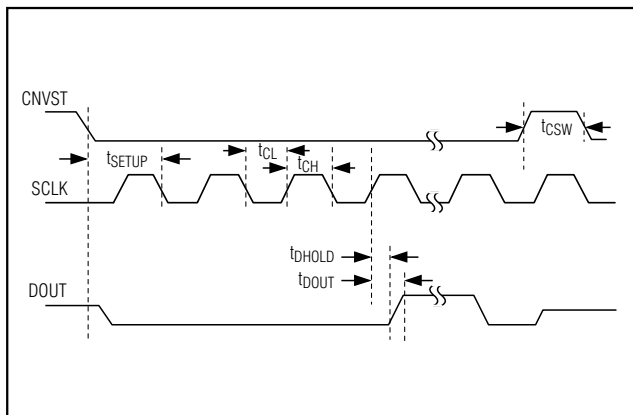 CNVST
tCSW
tSETUP
tCL
tCH
SCLK
tDHOLD
tDOUT
DOUT